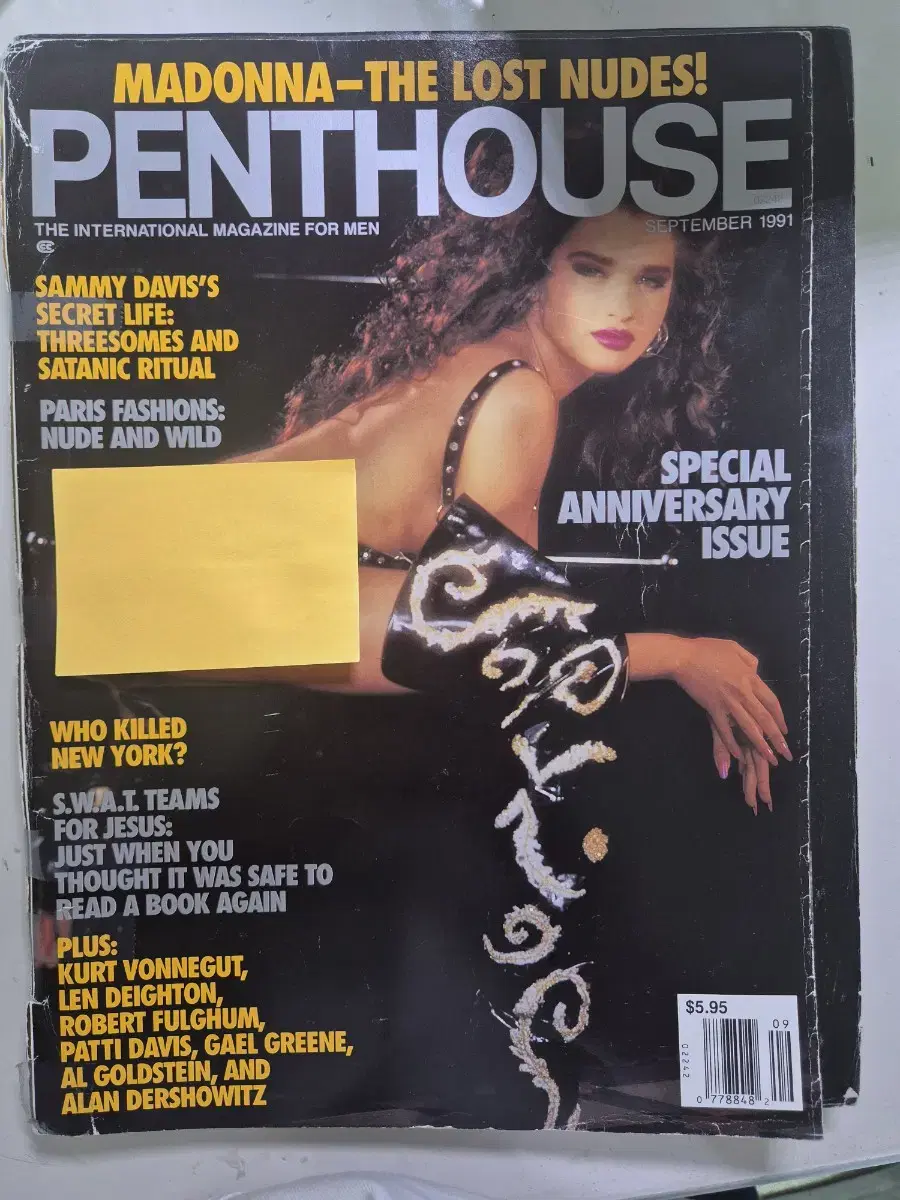 MADONNA–THE LOST NUDES!
PENTHOUSE
THE INTERNATIONAL MAGAZINE FOR MEN
SEPTEMBER 1991
SAMMY DAVIS'S
SECRET LIFE:
THREESOMES AND
SATANIC RITUAL
PARIS FASHIONS:
NUDE AND WILD
SPECIAL
ANNIVERSARY
ISSUE
WHO KILLED
NEW YORK?
S.W.A.T. TEAMS
FOR JESUS:
JUST WHEN YOU
THOUGHT IT WAS SAFE TO
READ A BOOK AGAIN
PLUS:
KURT VONNEGUT,
LEN DEIGHTON,
ROBERT FULGHUM,
PATTI DAVIS, GAEL GREENE,
AL GOLDSTEIN, AND
ALAN DERSHOWITZ
$5.95
09
02242
0 778848 2